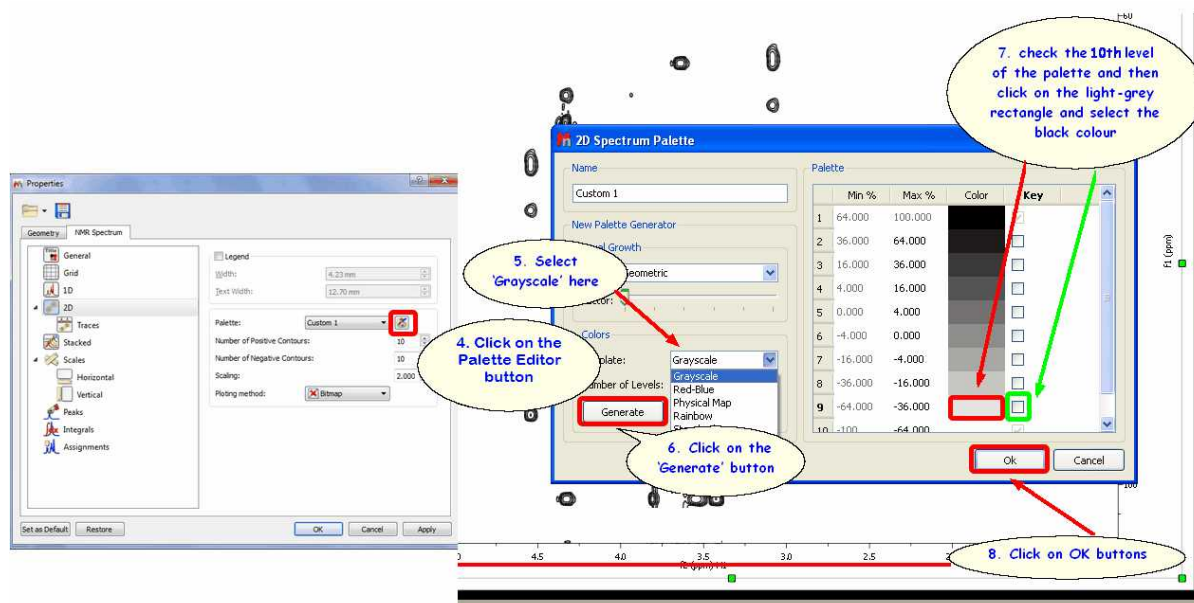 Properties
Geometry
NMR Spectrum
General
Grid
1D
2D
Traces
Stacked
Scales
Horizontal
Vertical
Peaks
Integrals
Assignments
Legend
Width: 4.23 mm
Text Width: 12.70 mm
Palette: Custom 1
Number of Positive Contours: 10
Number of Negative Contours: 10
Scaling: 2.000
Ploting method: Bitmap
Set as Default
Restore
OK
Cancel
Apply
4. Click on the
Palette Editor
button
2D Spectrum Palette
Name
Custom 1
New Palette Generator
Growth
5. Select
'Grayscale' here
Colors
Grayscale
Grayscale
Red-Blue
Physical Map
Rainbow
Number of Levels:
Generate
6. Click on the
'Generate' button
7. check the 10th level
of the palette and then
click on the light-grey
rectangle and select the
black colour
Palette
Min % Max % Color Key
1 64.000 100.000
2 36.000 64.000
3 16.000 36.000
4 4.000 16.000
5 0.000 4.000
6 -4.000 0.000
7 -16.000 -4.000
8 -36.000 -16.000
9 -64.000 -36.000
10 -100 -64.000
Ok
Cancel
8. Click on OK buttons
f1 (ppm)
60
100
4.5 4.0 3.5 3.0 2.5